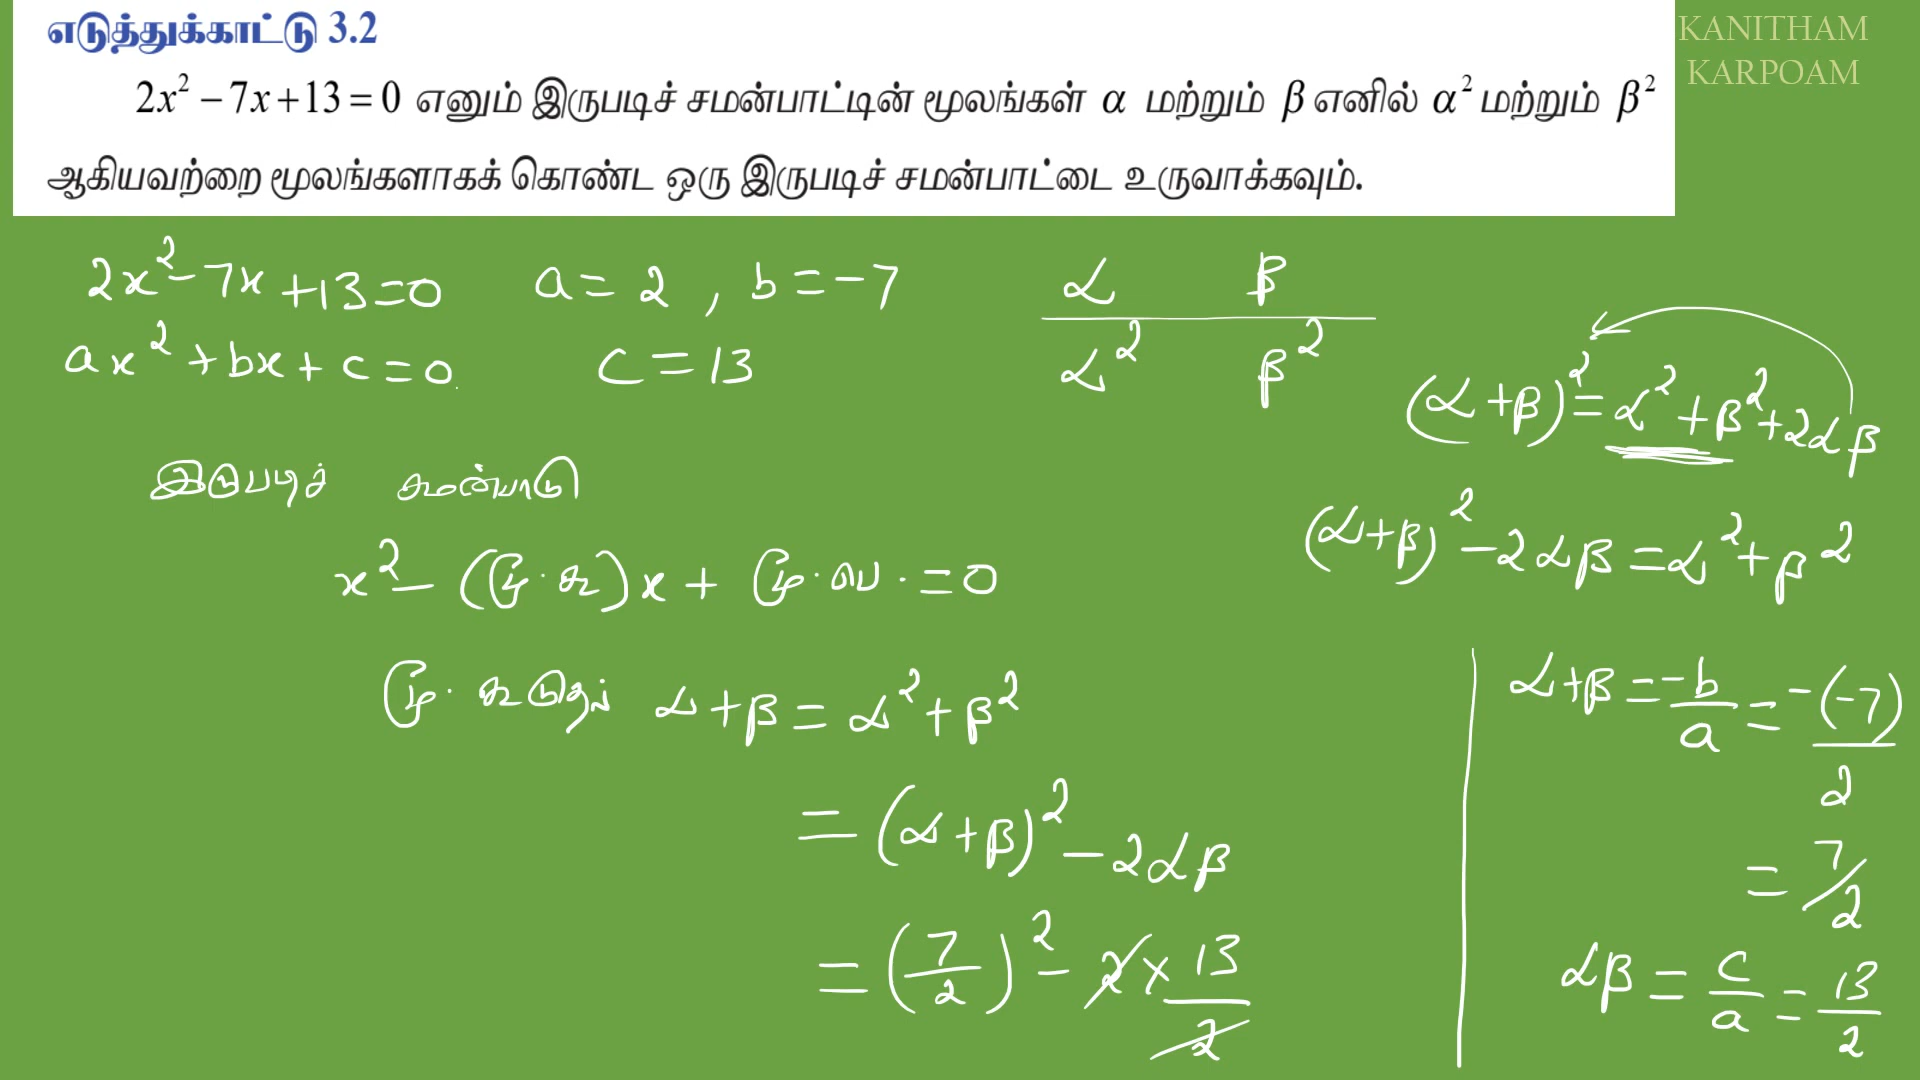 எடுத்துக்காட்டு 3.2
KANITHAM
KARPOAM
2x² − 7x + 13 = 0 எனும் இருபடிச் சமன்பாட்டின் மூலங்கள் α மற்றும் β எனில் α² மற்றும் β²
ஆகியவற்றை மூலங்களாகக் கொண்ட ஒரு இருபடிச் சமன்பாட்டை உருவாக்கவும்.
2x² − 7x + 13 = 0 a = 2 , b = −7
ax² + bx + c = 0. c = 13
α β
α² β²
(α+β)² = α² + β² + 2αβ
(α+β)² − 2αβ = α² + β²
இருபடிச் சமன்பாடு
x² − (மூ.கூ)x + மூ.பெ. = 0
மூ.கூடுதல் α + β = α² + β²
= (α + β)² − 2αβ
= (7/2)² − 2 × 13/2
α+β = −b/a = −(−7)/2
= 7/2
αβ = c/a = 13/2